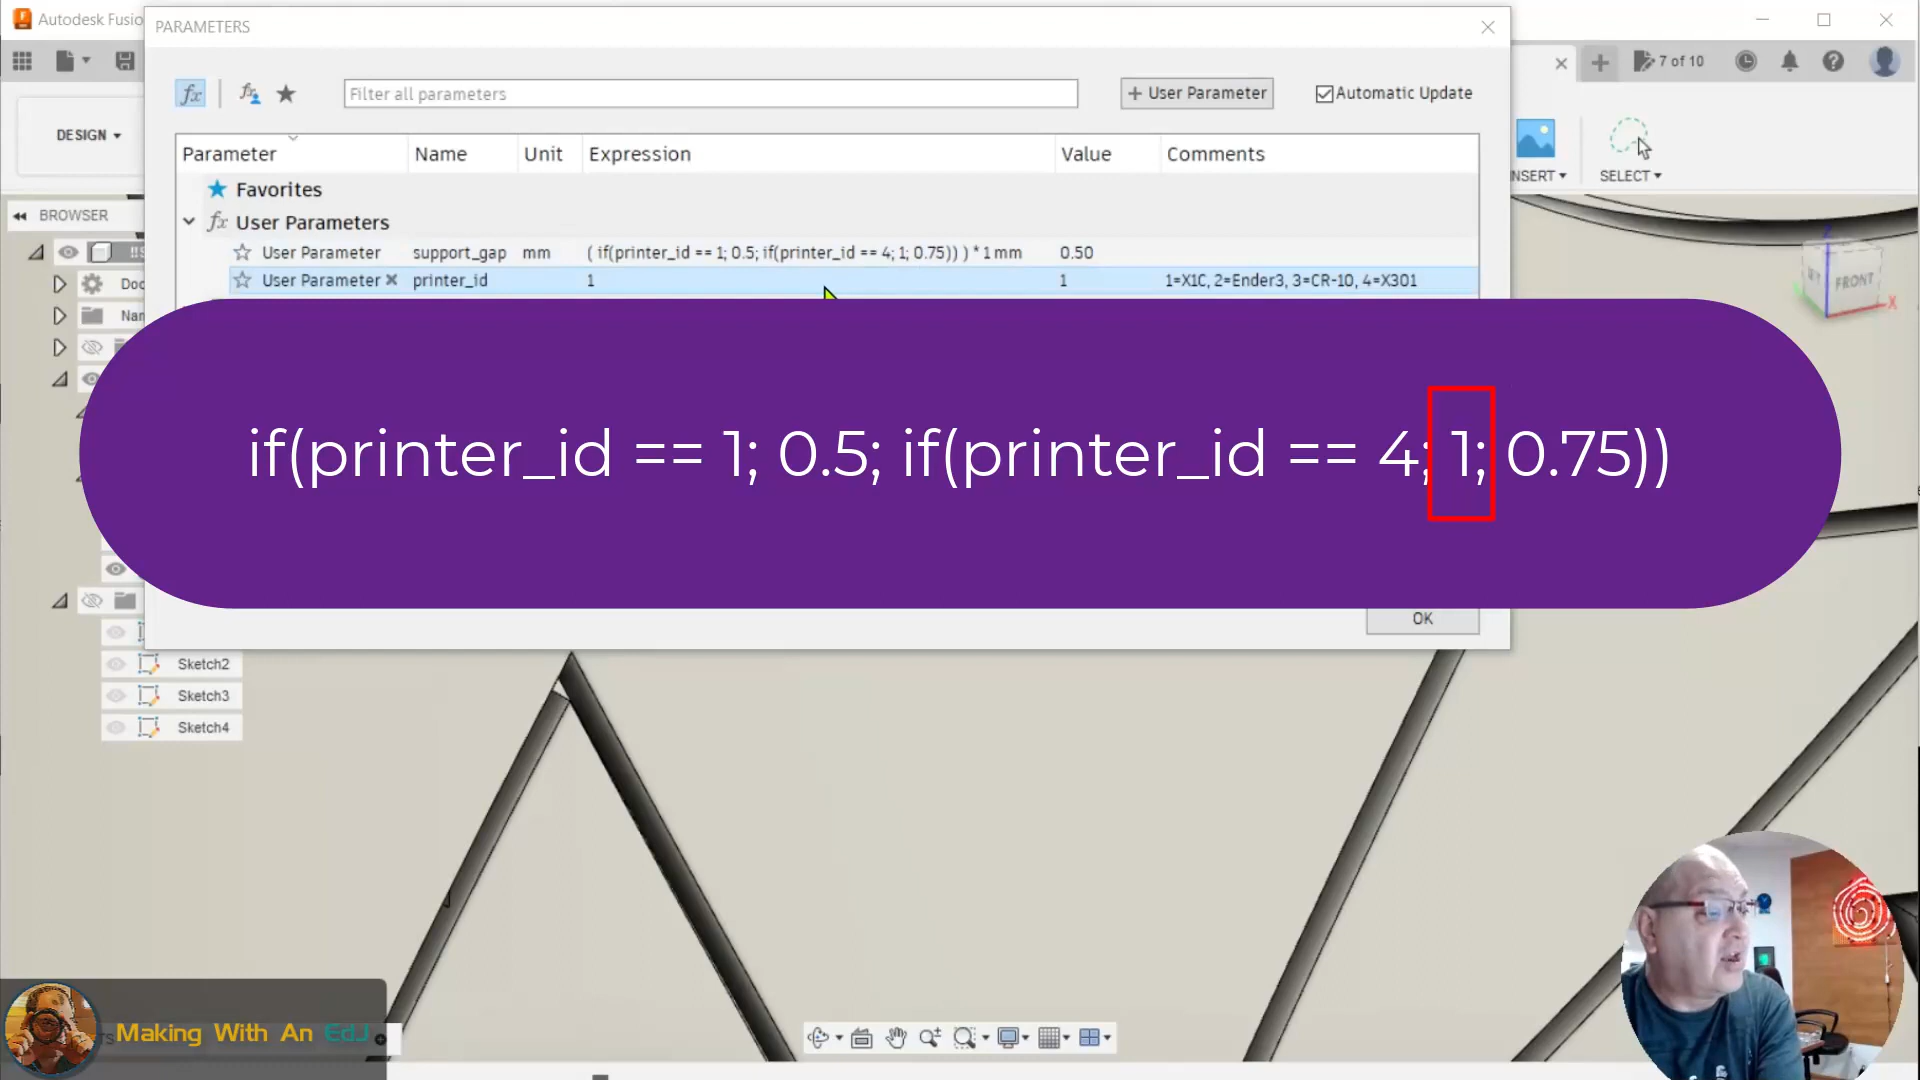 Autodesk Fusio
PARAMETERS
7 of 10
Filter all parameters
+ User Parameter
Automatic Update
DESIGN
Parameter Name Unit Expression Value Comments
Favorites
NSERT
SELECT
BROWSER
fx User Parameters
User Parameter support_gap mm ( if(printer_id == 1; 0.5; if(printer_id == 4; 1; 0.75)) ) * 1 mm 0.50
User Parameter printer_id 1 1 1=X1C, 2=Ender3, 3=CR-10, 4=X301
Doc
Nan
FRONT
Z
X
if(printer_id == 1; 0.5; if(printer_id == 4; 1; 0.75))
OK
Sketch2
Sketch3
Sketch4
Making With An EdJ